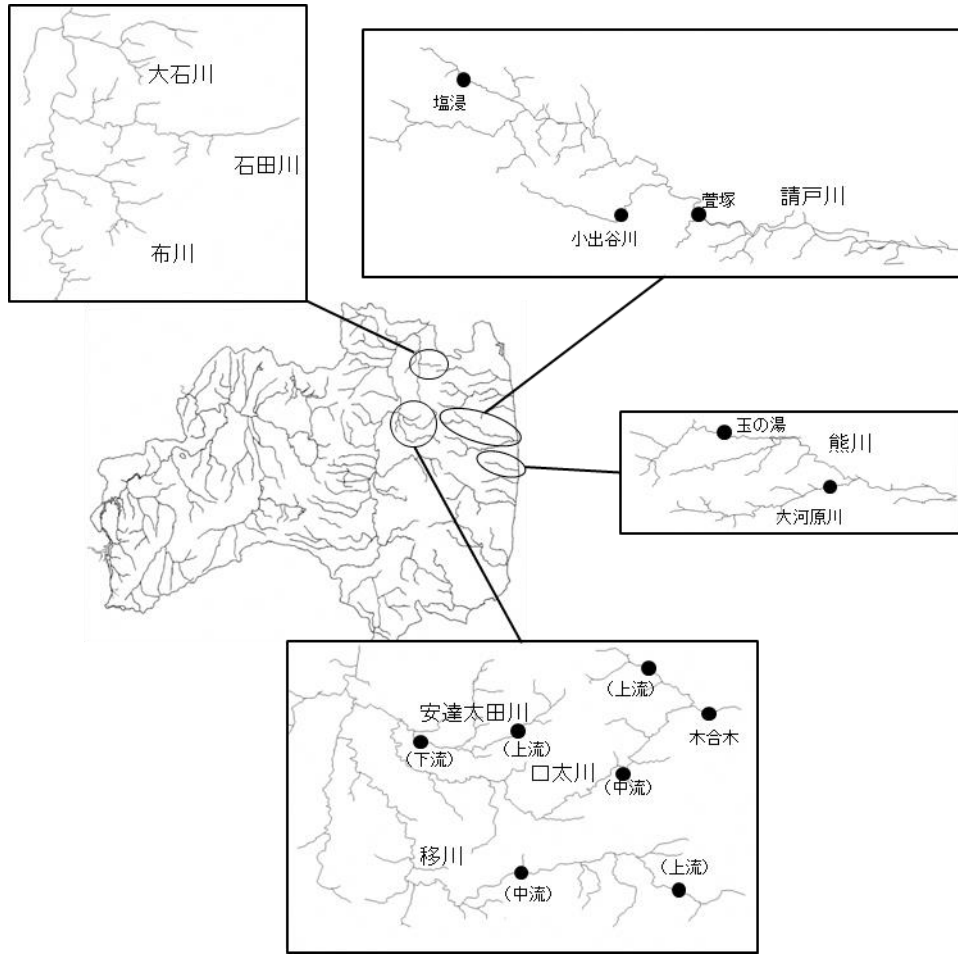 大石川
石田川
布川
塩浸
萱塚
請戸川
小出谷川
玉の湯
熊川
大河原川
(上流)
安達太田川
木合木
(上流)
(下流)
口太川
(中流)
移川
(上流)
(中流)